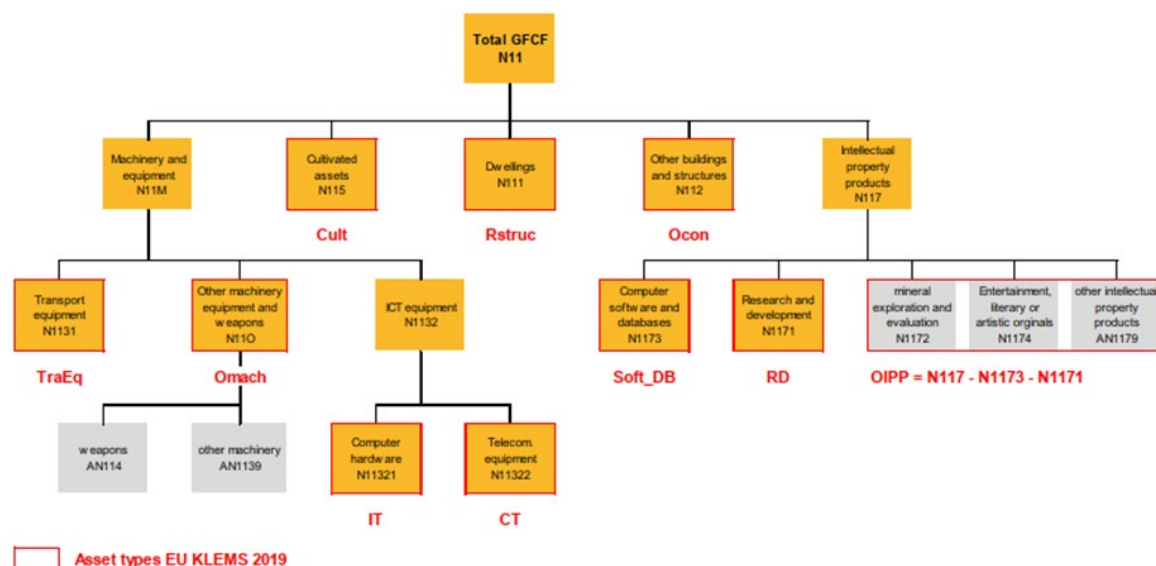 Total GFCF
N11
Machinery and
equipment
N11M
Cultivated
assets
N115
Dwellings
N111
Other buildings
and structures
N112
Intellectual
property
products
N117
Cult
Rstruc
Ocon
Transport
equipment
N1131
Other machinery
equipment and
weapons
N11O
ICT equipment
N1132
Computer
software and
databases
N1173
Research and
development
N1171
mineral
exploration and
evaluation
N1172
Entertainment,
literary or
artistic orginals
N1174
other intellectual
property
products
AN1179
TraEq
Omach
Soft_DB
RD
OIPP = N117 - N1173 - N1171
weapons
AN114
other machinery
AN1139
Computer
hardware
N11321
Telecom.
equipment
N11322
IT
CT
Asset types EU KLEMS 2019